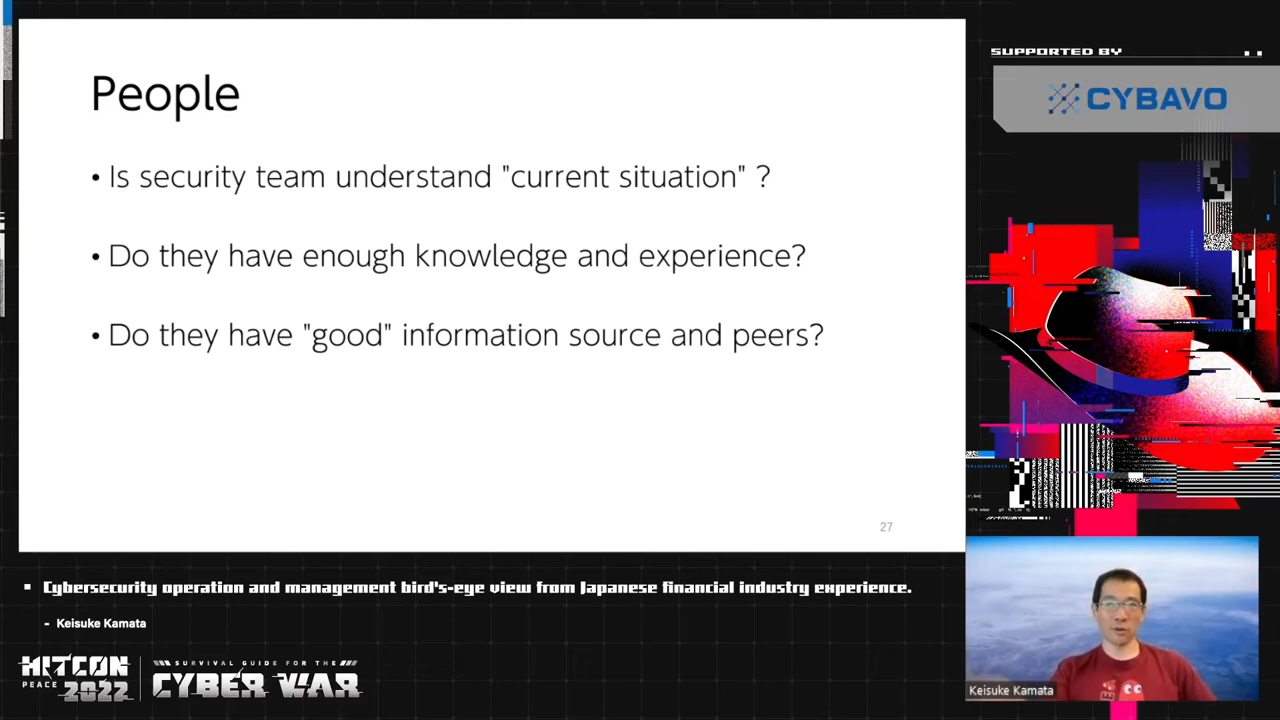 People
• Is security team understand "current situation" ?
• Do they have enough knowledge and experience?
• Do they have "good" information source and peers?
27
SUPPORTED BY
CYBAVO
Cybersecurity operation and management bird's-eye view from Japanese financial industry experience.
- Keisuke Kamata
HITCON
PEACE 2022
SURVIVAL GUIDE FOR THE
CYBER WAR
Keisuke Kamata